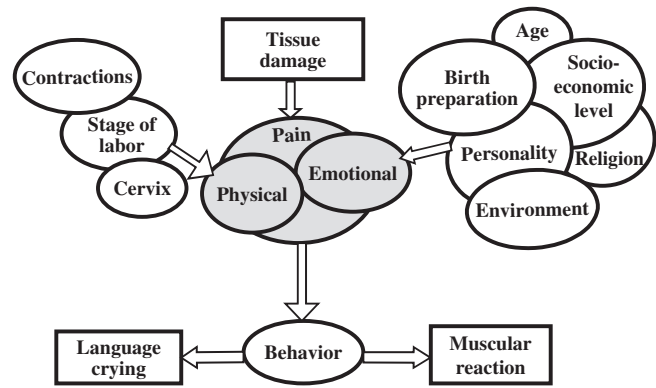 Tissue
damage
Age
Contractions
Birth
preparation
Socio-
economic
level
Stage of
labor
Pain
Emotional
Personality
Religion
Cervix
Physical
Environment
Language
crying
Behavior
Muscular
reaction